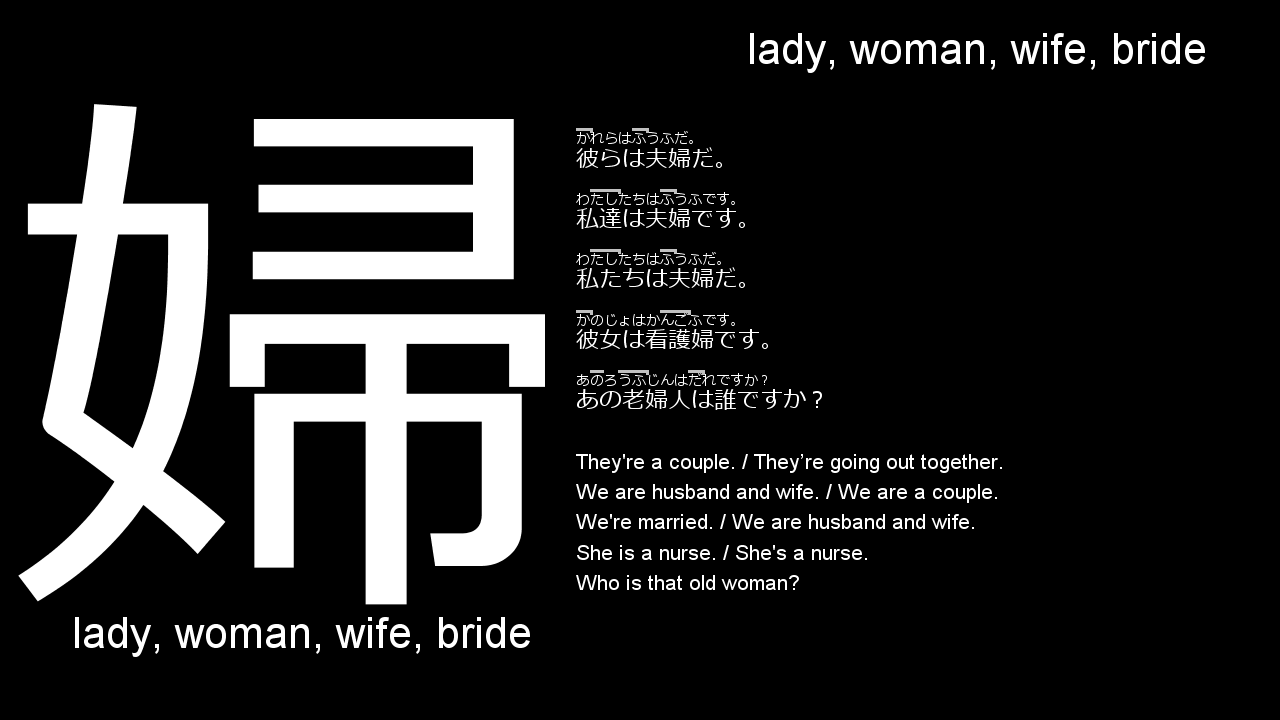 lady, woman, wife, bride
婦
かれらはふうふだ。
彼らは夫婦だ。
わたしたちはふうふです。
私達は夫婦です。
わたしたちはふうふだ。
私たちは夫婦だ。
かのじょはかんごふです。
彼女は看護婦です。
あのろうふじんはだれですか？
あの老婦人は誰ですか？
They're a couple. / They’re going out together.
We are husband and wife. / We are a couple.
We're married. / We are husband and wife.
She is a nurse. / She's a nurse.
Who is that old woman?
lady, woman, wife, bride